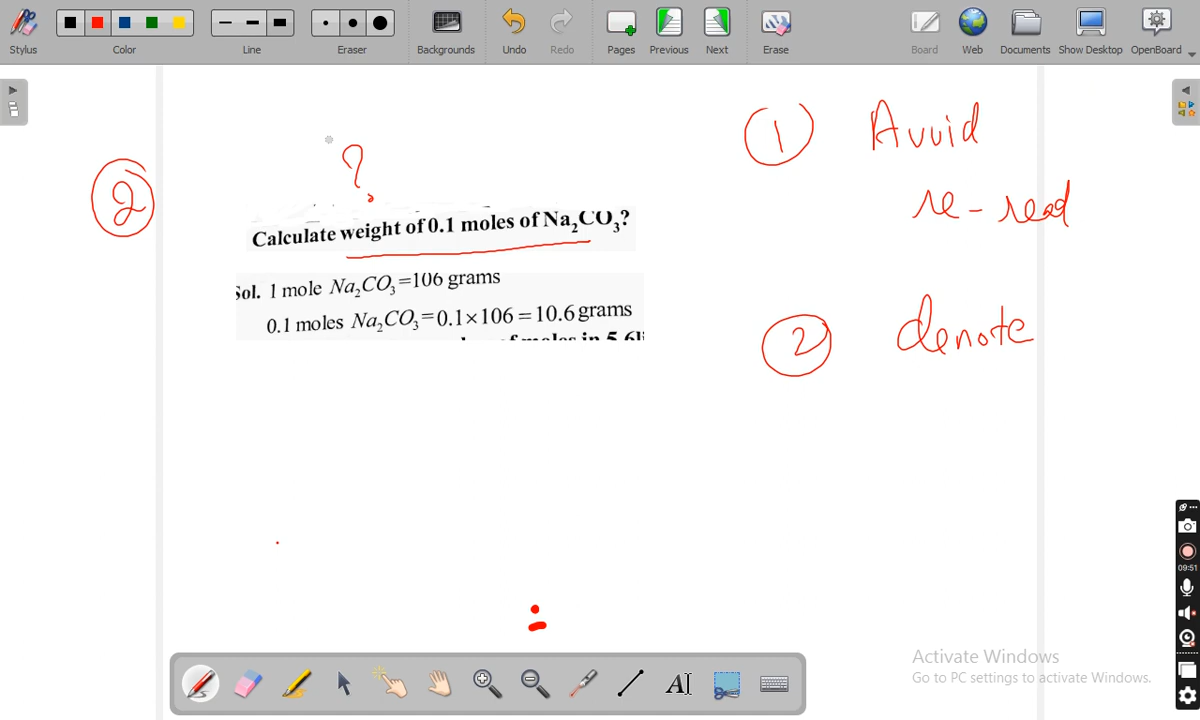 Stylus
Color
Line
Eraser
Backgrounds
Undo
Redo
Pages
Previous
Next
Erase
Board
Web
Documents
Show Desktop
OpenBoard
?
2
Calculate weight of 0.1 moles of Na₂CO₃?
Sol. 1 mole Na₂CO₃=106 grams
0.1 moles Na₂CO₃=0.1×106=10.6 grams
1 Avvid
re-read
2 denote
09:51
Activate Windows
Go to PC settings to activate Windows.